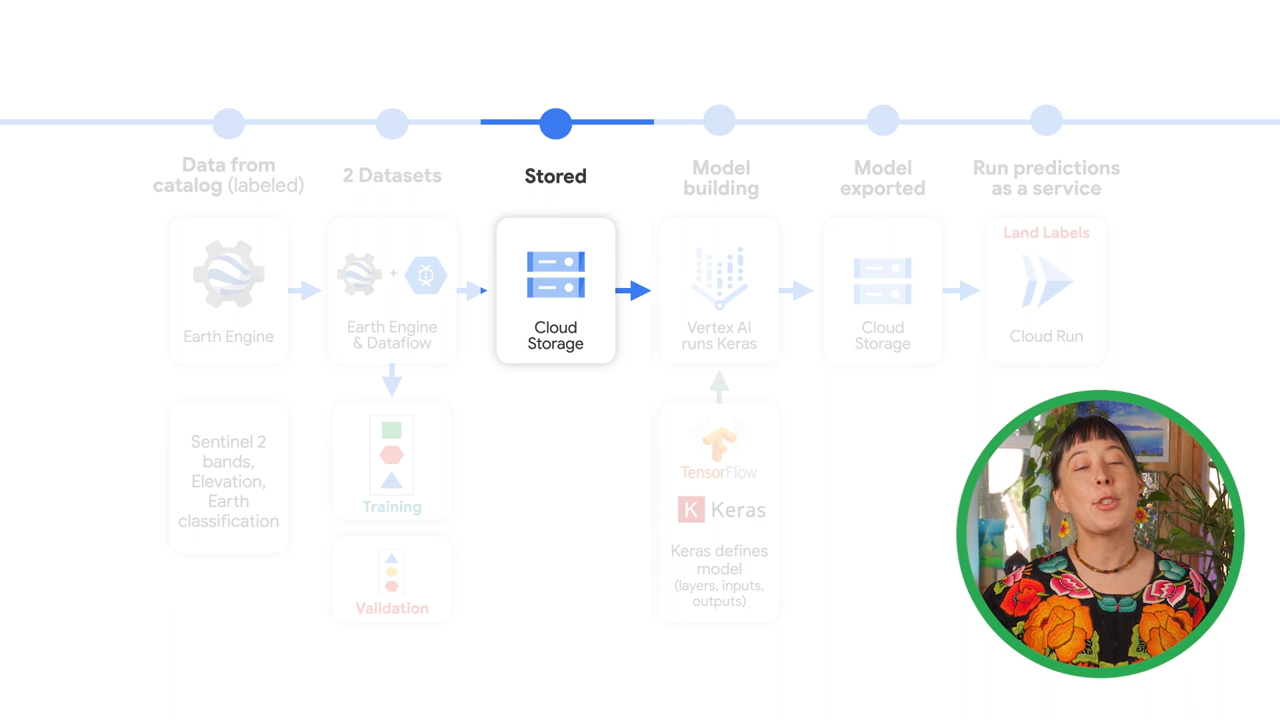 Data from
catalog (labeled)
2 Datasets
Stored
Model
building
Model
exported
Run predictions
as a service
Earth Engine
+
Earth Engine
& Dataflow
Cloud
Storage
Vertex AI
runs Keras
Cloud
Storage
Land Labels
Cloud Run
Sentinel 2
bands,
Elevation,
Earth
classification
Training
Validation
TensorFlow
K Keras
Keras defines
model
(layers, inputs,
outputs)